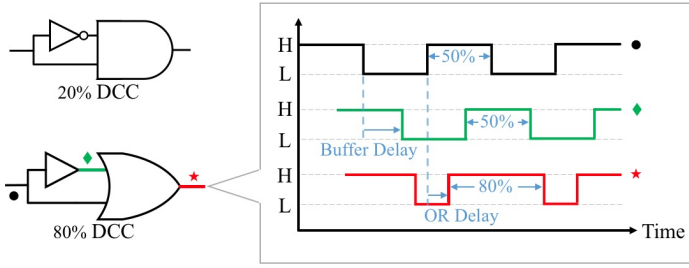 20% DCC
80% DCC
H
L
50%
H
L
50%
Buffer Delay
H
L
80%
OR Delay
Time